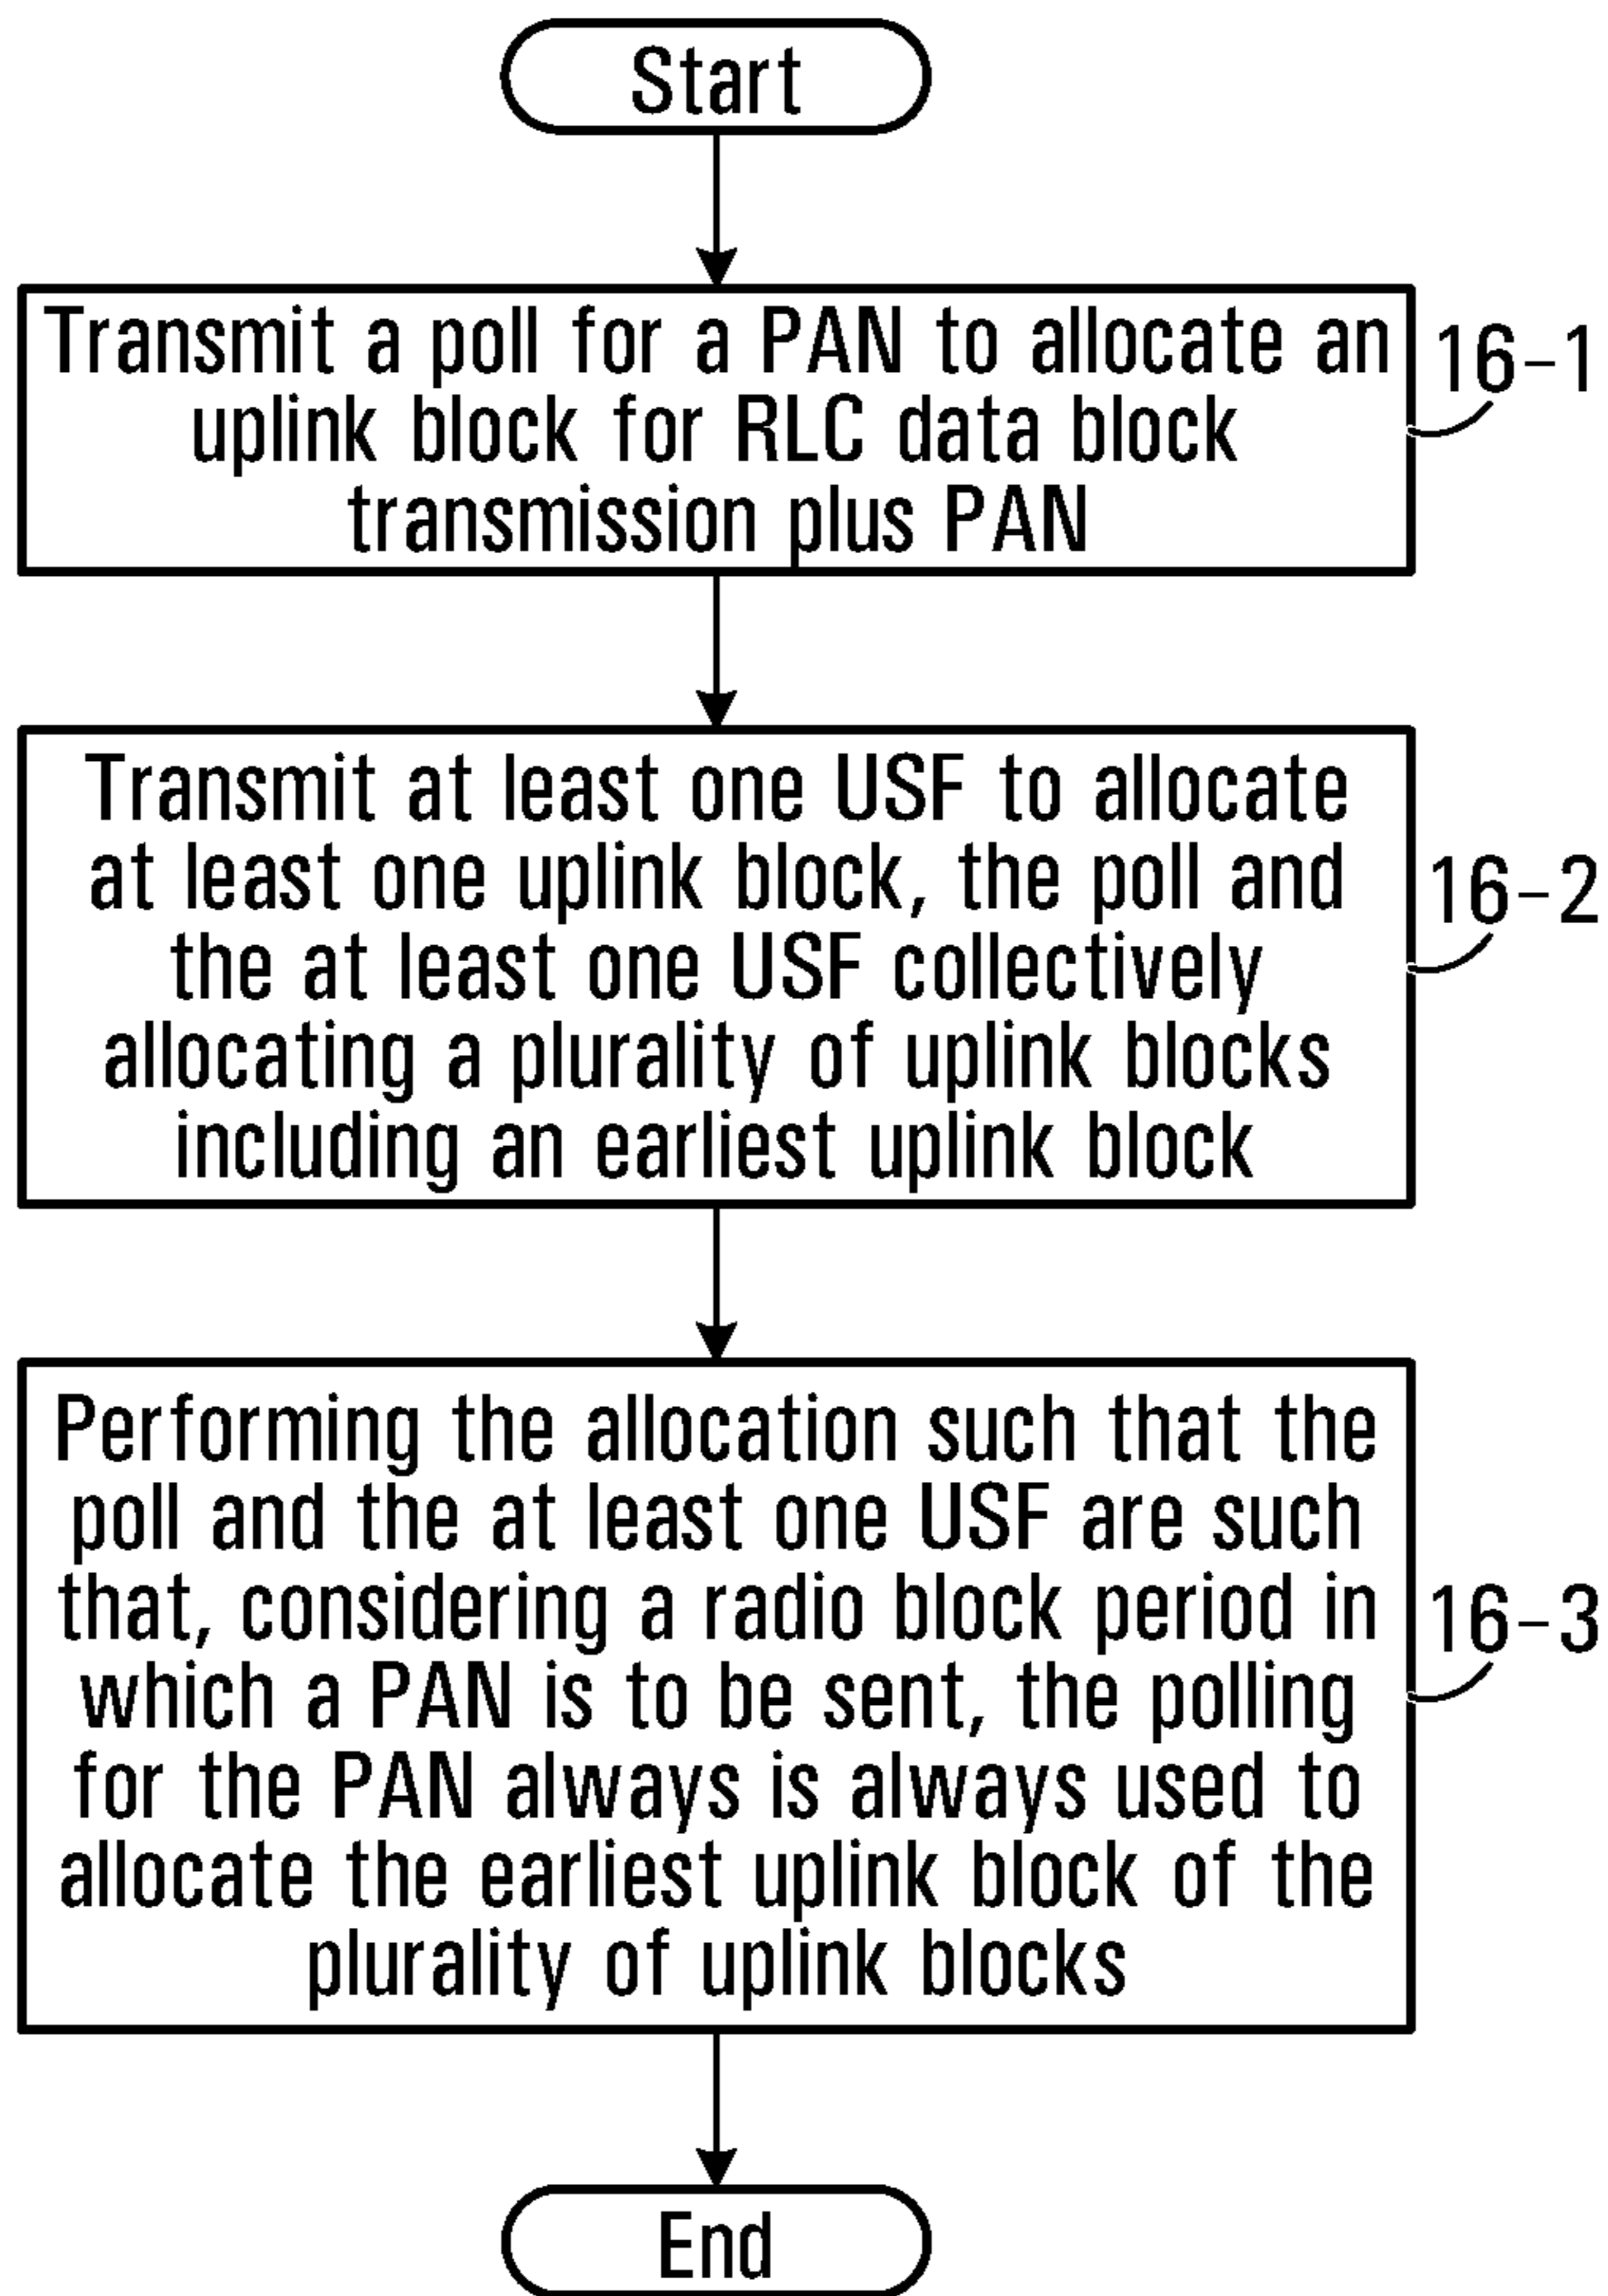 Start
Transmit a poll for a PAN to allocate an
uplink block for RLC data block
transmission plus PAN
16-1
Transmit at least one USF to allocate
at least one uplink block, the poll and
the at least one USF collectively
allocating a plurality of uplink blocks
including an earliest uplink block
16-2
Performing the allocation such that the
poll and the at least one USF are such
that, considering a radio block period in
which a PAN is to be sent, the polling
for the PAN always is always used to
allocate the earliest uplink block of the
plurality of uplink blocks
16-3
End